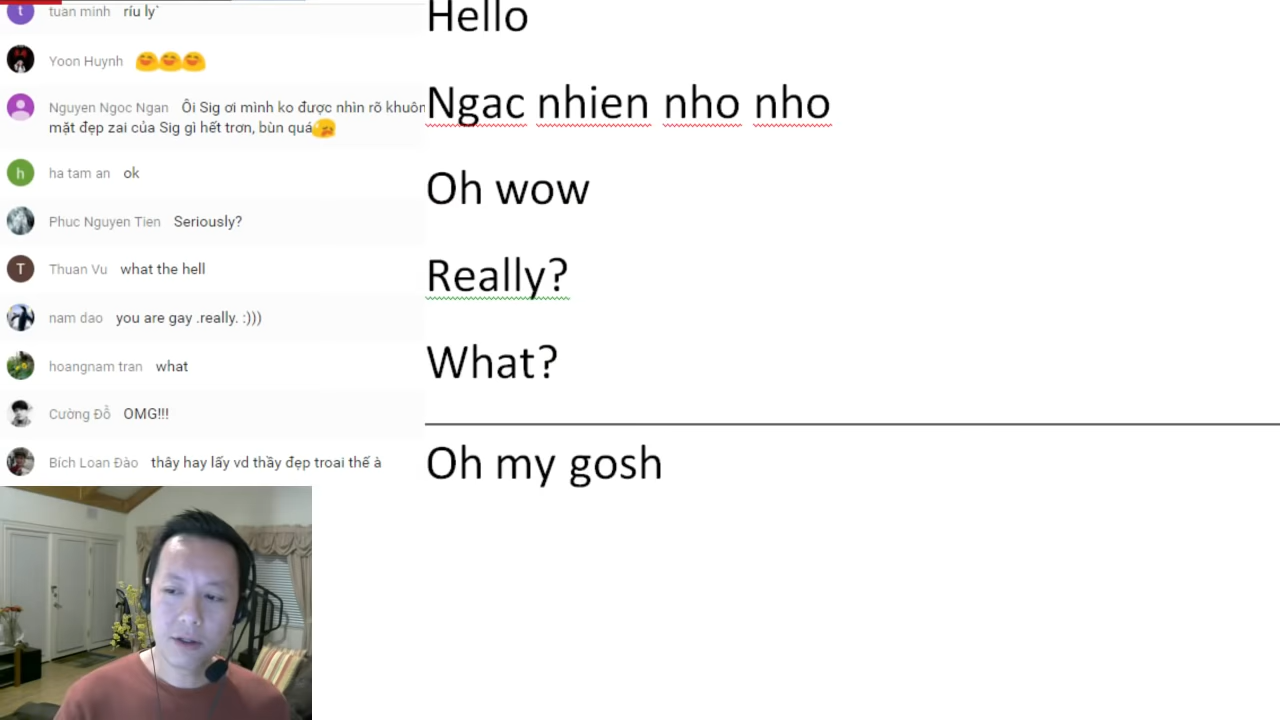 tuan minh ríu ly`
Yoon Huynh
Nguyen Ngoc Ngan Ôi Sig ơi mình ko được nhìn rõ khuôn
mặt đẹp zai của Sig gì hết trơn, bùn quá
h ha tam an ok
Phuc Nguyen Tien Seriously?
T Thuan Vu what the hell
nam dao you are gay .really. :)))
hoangnam tran what
Cường Đỗ OMG!!!
Bích Loan Đào thây hay lấy vd thầy đẹp troai thế à
Hello
Ngac nhien nho nho
Oh wow
Really?
What?
Oh my gosh